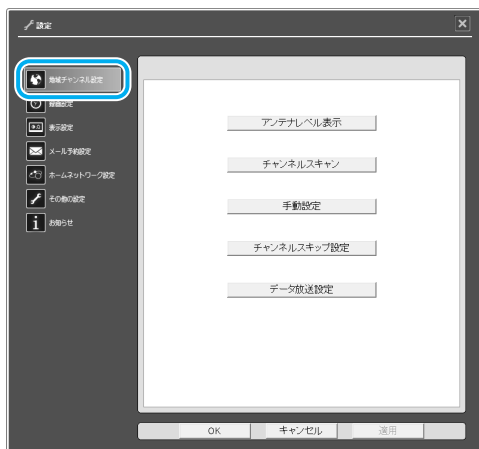 設定
地域チャンネル設定
録画設定
表示設定
メール予約設定
ホームネットワーク設定
その他の設定
お知らせ
アンテナレベル表示
チャンネルスキャン
手動設定
チャンネルスキップ設定
データ放送設定
OK
キャンセル
適用